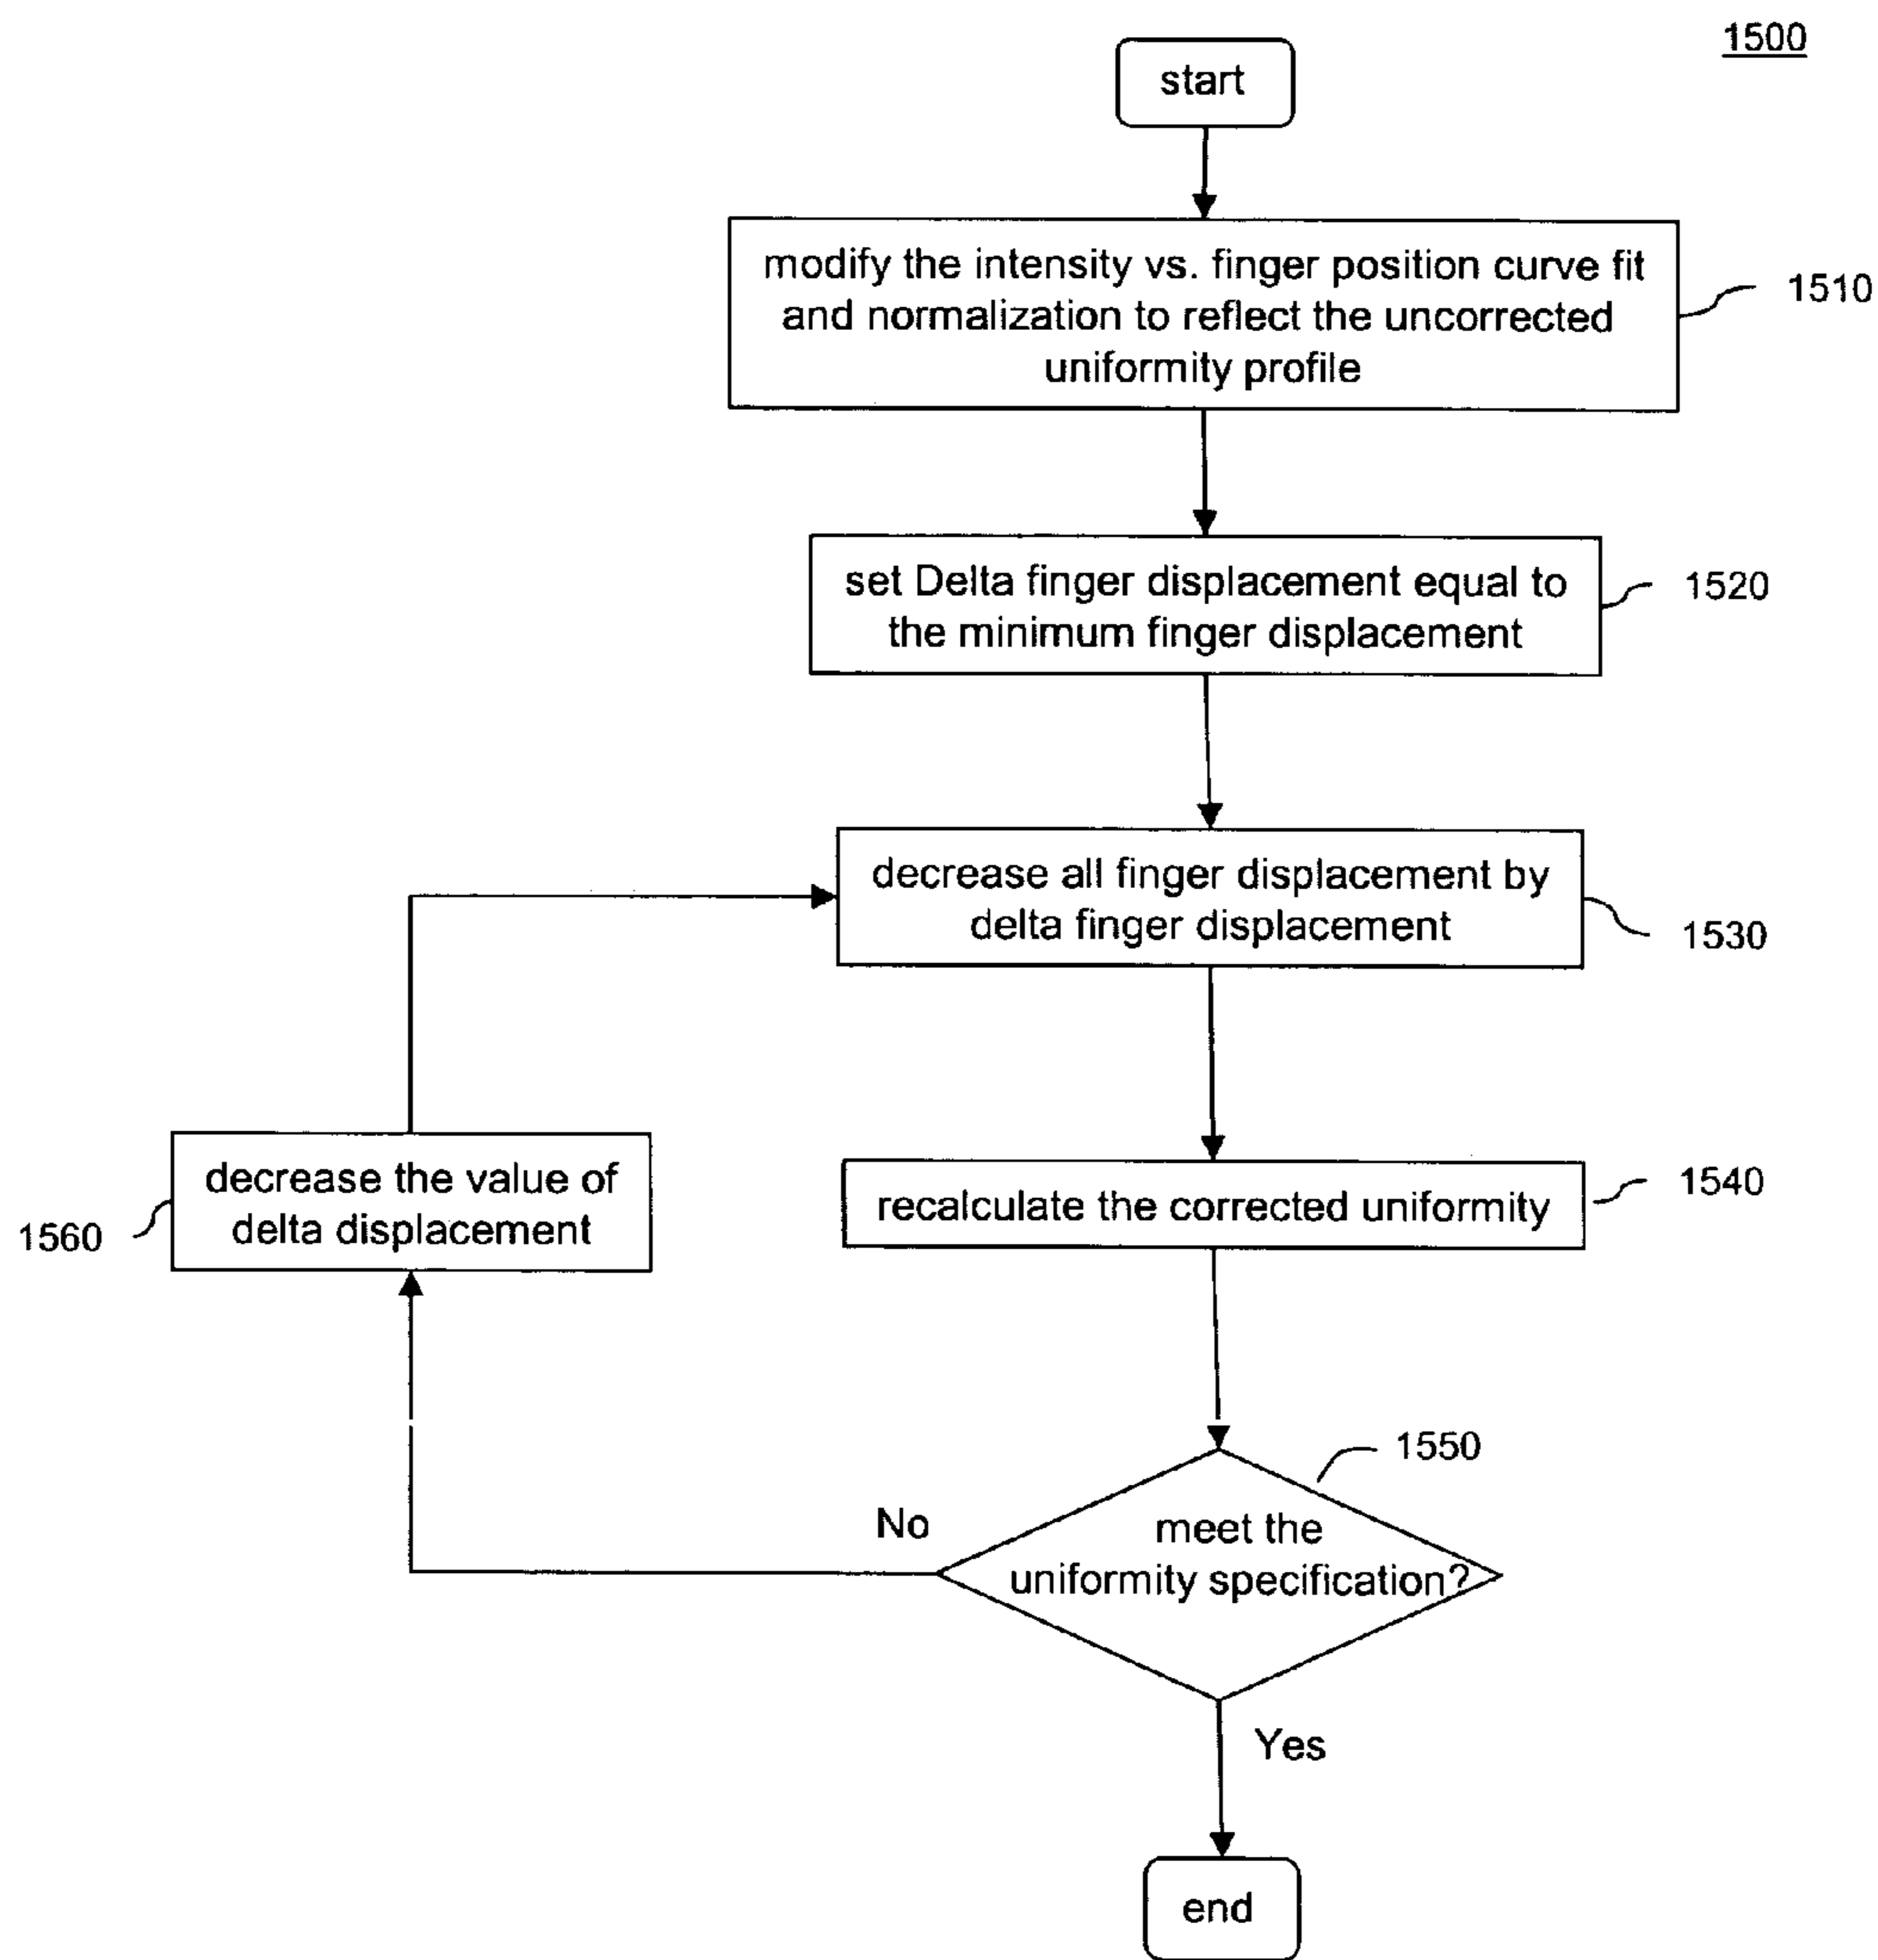 1500
start
modify the intensity vs. finger position curve fit
and normalization to reflect the uncorrected
uniformity profile
1510
set Delta finger displacement equal to
the minimum finger displacement
1520
decrease all finger displacement by
delta finger displacement
1530
recalculate the corrected uniformity
1540
decrease the value of
delta displacement
1560
1550
meet the
uniformity specification?
No
Yes
end